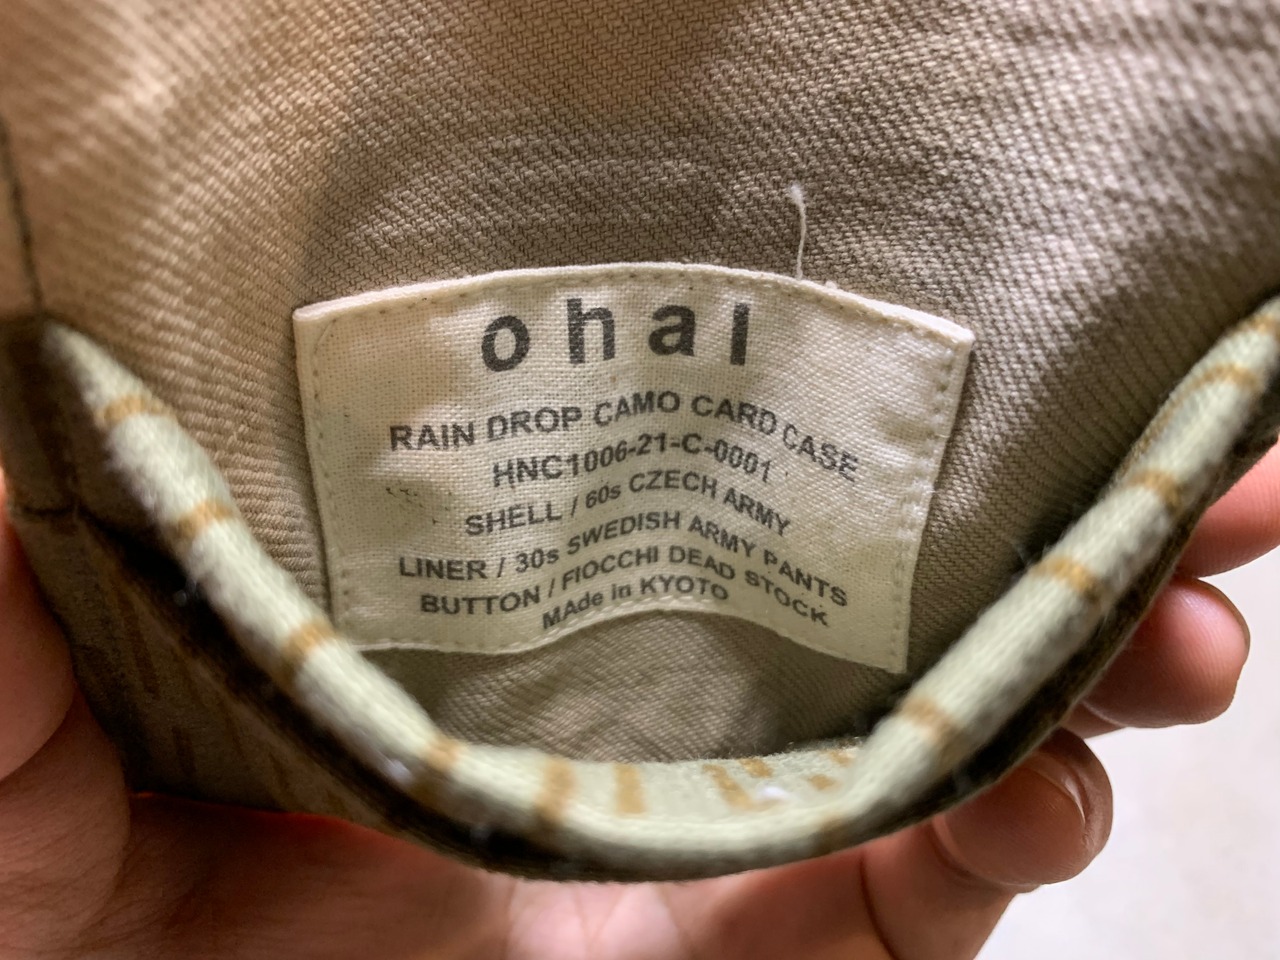 ohal
RAIN DROP CAMO CARD CASE
HNC1006-21-C-0001
SHELL / 60s CZECH ARMY
LINER / 30s SWEDISH ARMY PANTS
BUTTON / FIOCCHI DEAD STOCK
MAde in KYOTO